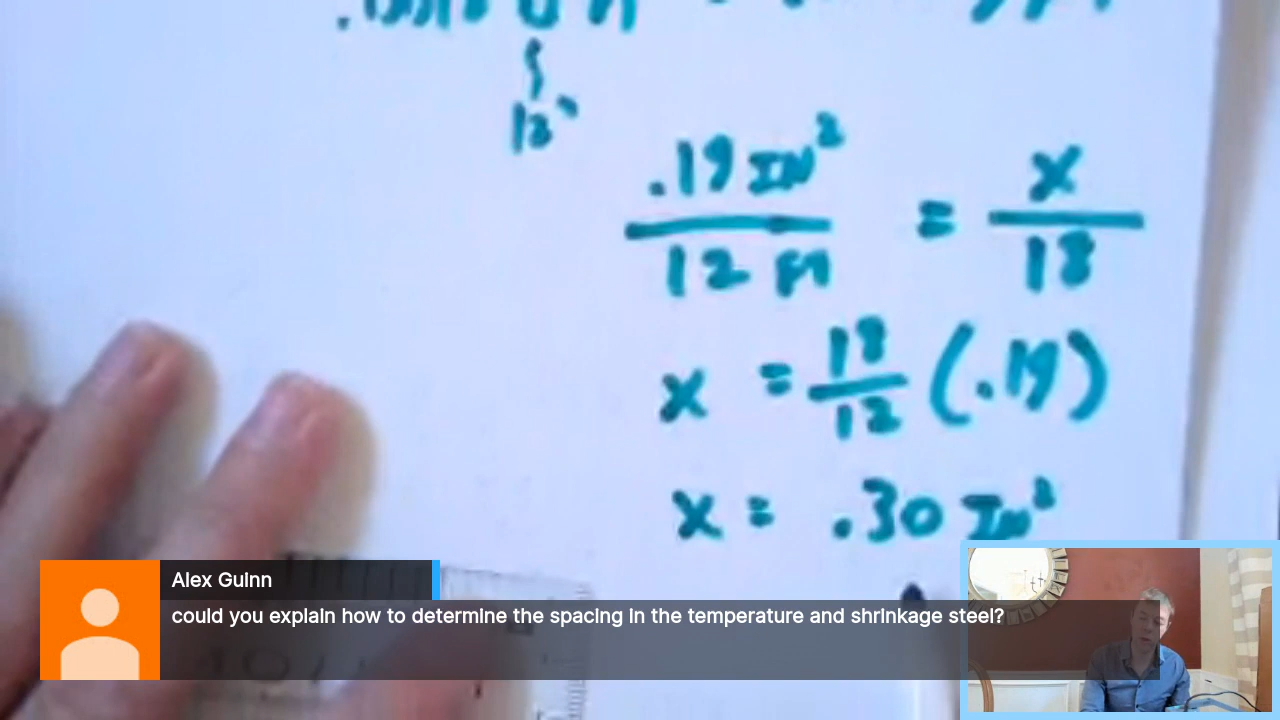 12"
.19 IN²
12 IN
= x
18
x = 18
12 (.19)
x = .30 IN²
Alex Guinn
could you explain how to determine the spacing in the temperature and shrinkage steel?